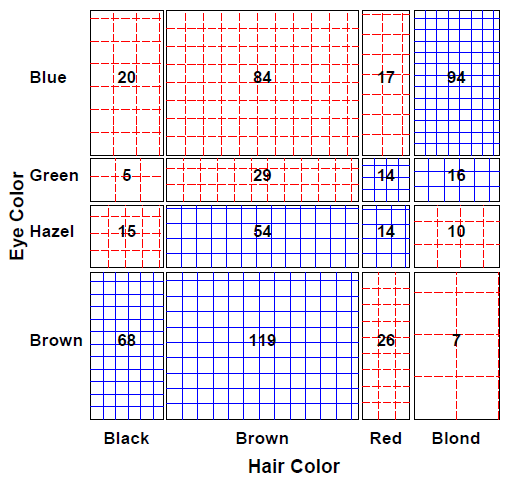 Blue 20 84 17 94
Green 5 29 14 16
Hazel 15 54 14 10
Brown 68 119 26 7
Eye Color
Black Brown Red Blond
Hair Color